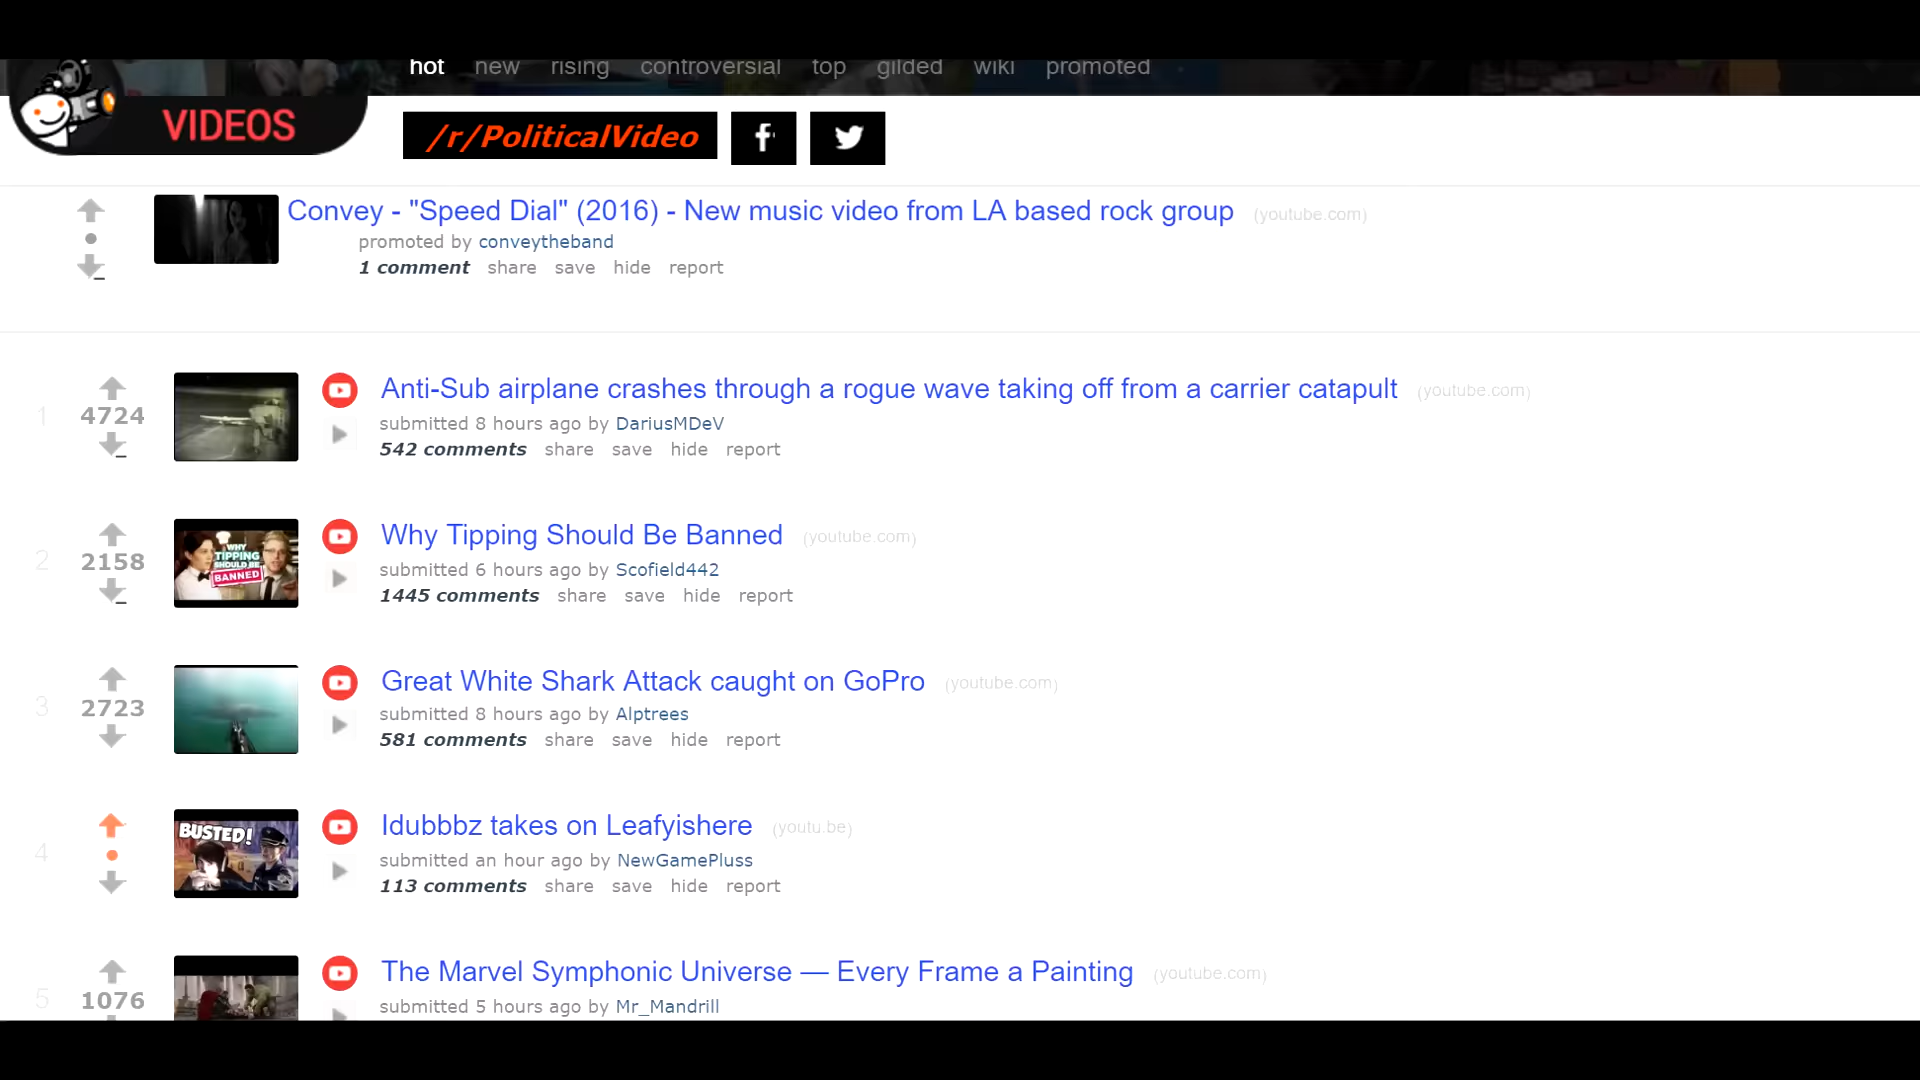 hot new rising controversial top gilded wiki promoted
VIDEOS
/r/PoliticalVideo
Convey - "Speed Dial" (2016) - New music video from LA based rock group (youtube.com)
promoted by conveytheband
1 comment share save hide report
1
4724
Anti-Sub airplane crashes through a rogue wave taking off from a carrier catapult (youtube.com)
submitted 8 hours ago by DariusMDeV
542 comments share save hide report
2
2158
WHY
TIPPING
SHOULD BE
BANNED
Why Tipping Should Be Banned (youtube.com)
submitted 6 hours ago by Scofield442
1445 comments share save hide report
3
2723
Great White Shark Attack caught on GoPro (youtube.com)
submitted 8 hours ago by Alptrees
581 comments share save hide report
4
BUSTED!
Idubbbz takes on Leafyishere (youtu.be)
submitted an hour ago by NewGamePluss
113 comments share save hide report
5
1076
The Marvel Symphonic Universe — Every Frame a Painting (youtube.com)
submitted 5 hours ago by Mr_Mandrill